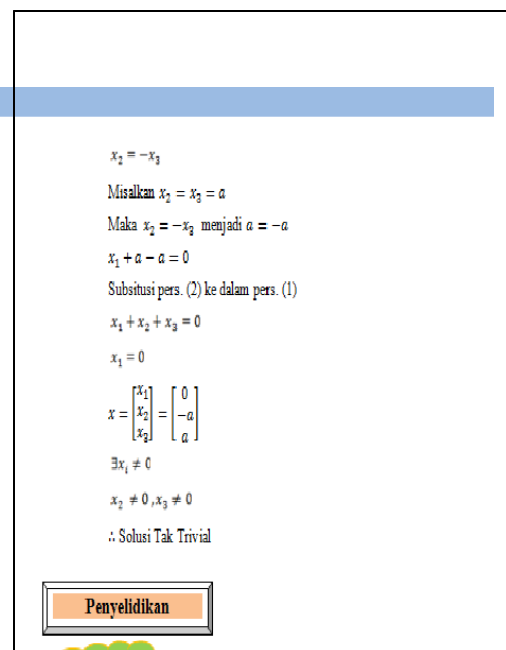 x₂ = −x₃
Misalkan x₂ = x₃ = a
Maka x₂ = −x₃ menjadi a = −a
x₁ + a − a = 0
Subsitusi pers. (2) ke dalam pers. (1)
x₁ + x₂ + x₃ = 0
x₁ = 0
x = [x₁ x₂ x₃] = [0 −a a]
∃xᵢ ≠ 0
x₂ ≠ 0 ,x₃ ≠ 0
∴ Solusi Tak Trivial
Penyelidikan